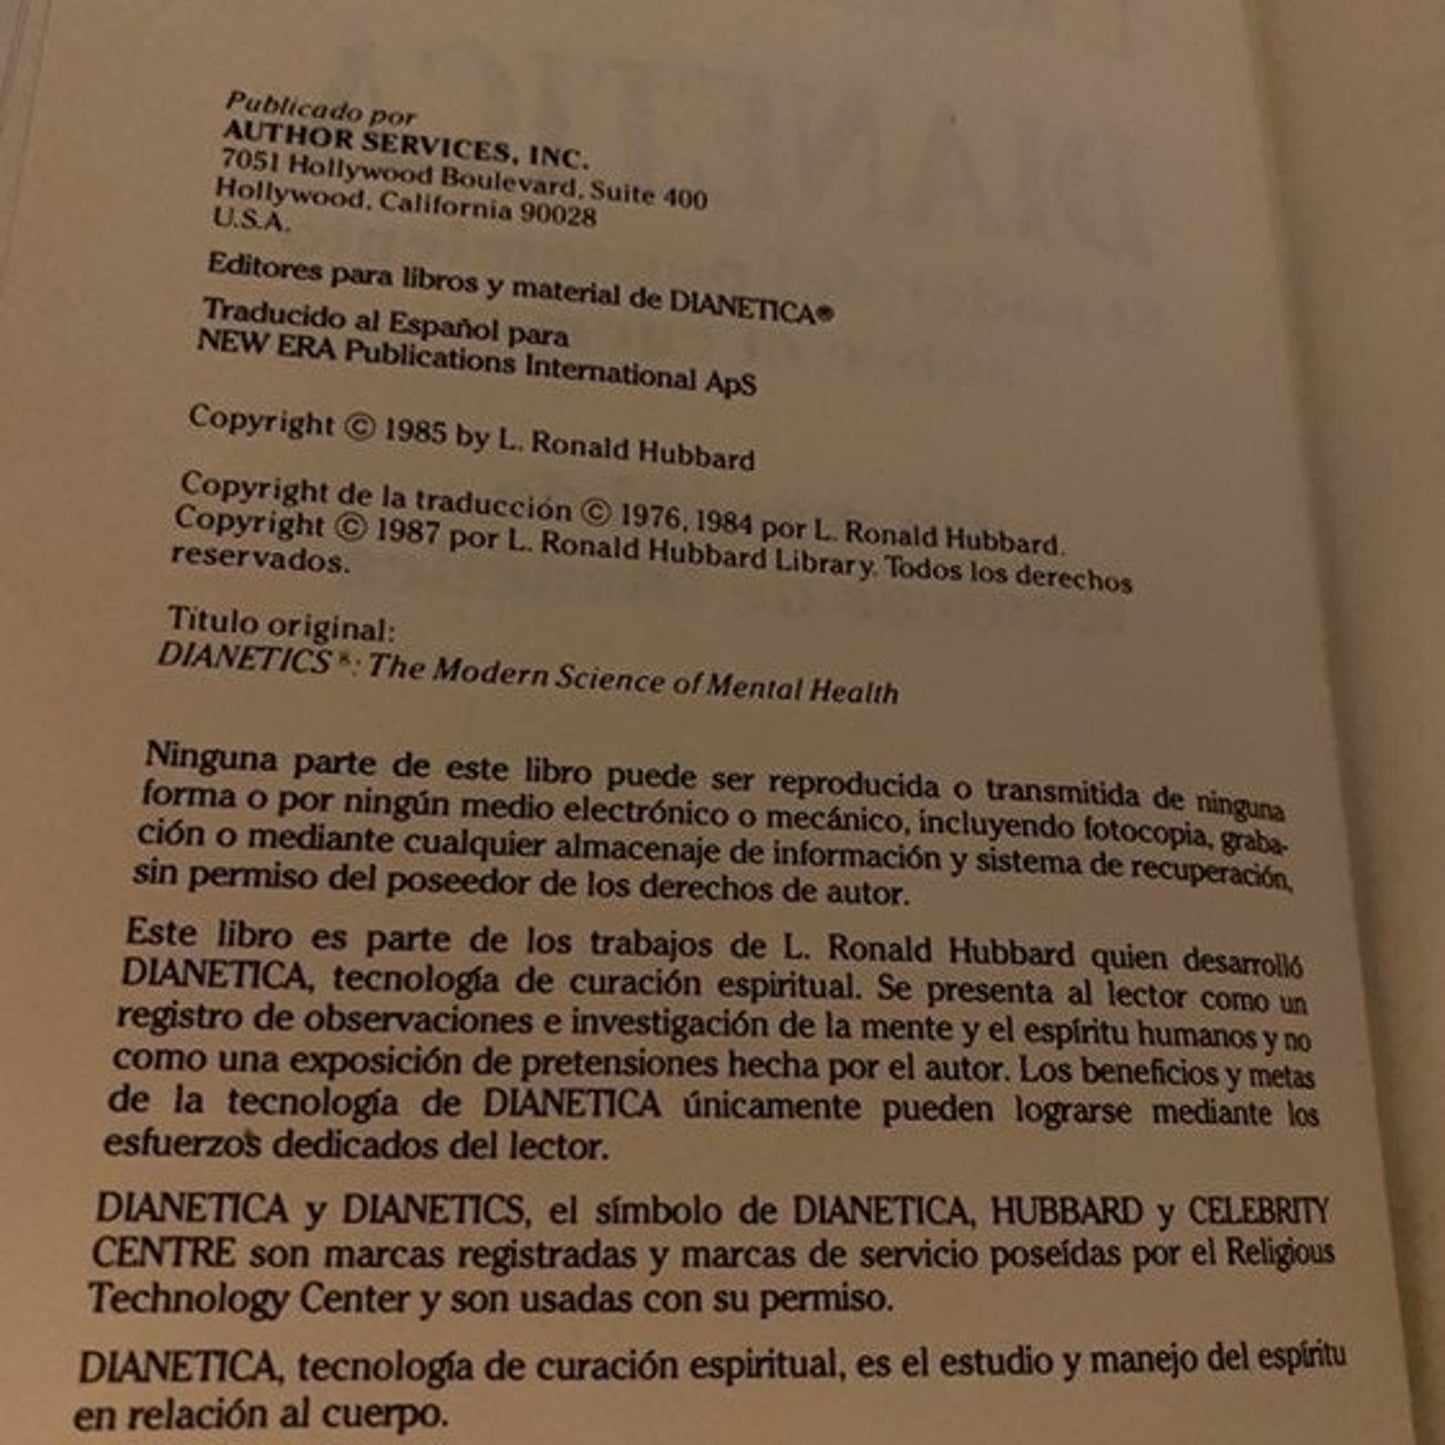 Publicado por
AUTHOR SERVICES, INC.
7051 Hollywood Boulevard, Suite 400
Hollywood, California 90028
U.S.A.
Editores para libros y material de DIANETICA®
Traducido al Español para
NEW ERA Publications International ApS
Copyright © 1985 by L. Ronald Hubbard
Copyright de la traducción © 1976, 1984 por L. Ronald Hubbard.
Copyright © 1987 por L. Ronald Hubbard Library. Todos los derechos
reservados.
Título original:
DIANETICS®: The Modern Science of Mental Health
Ninguna parte de este libro puede ser reproducida o transmitida de ninguna
forma o por ningún medio electrónico o mecánico, incluyendo fotocopia, graba-
ción o mediante cualquier almacenaje de información y sistema de recuperación,
sin permiso del poseedor de los derechos de autor.
Este libro es parte de los trabajos de L. Ronald Hubbard quien desarrolló
DIANETICA, tecnología de curación espiritual. Se presenta al lector como un
registro de observaciones e investigación de la mente y el espíritu humanos y no
como una exposición de pretensiones hecha por el autor. Los beneficios y metas
de la tecnología de DIANETICA únicamente pueden lograrse mediante los
esfuerzos dedicados del lector.
DIANETICA y DIANETICS, el símbolo de DIANETICA, HUBBARD y CELEBRITY
CENTRE son marcas registradas y marcas de servicio poseídas por el Religious
Technology Center y son usadas con su permiso.
DIANETICA, tecnología de curación espiritual, es el estudio y manejo del espíritu
en relación al cuerpo.